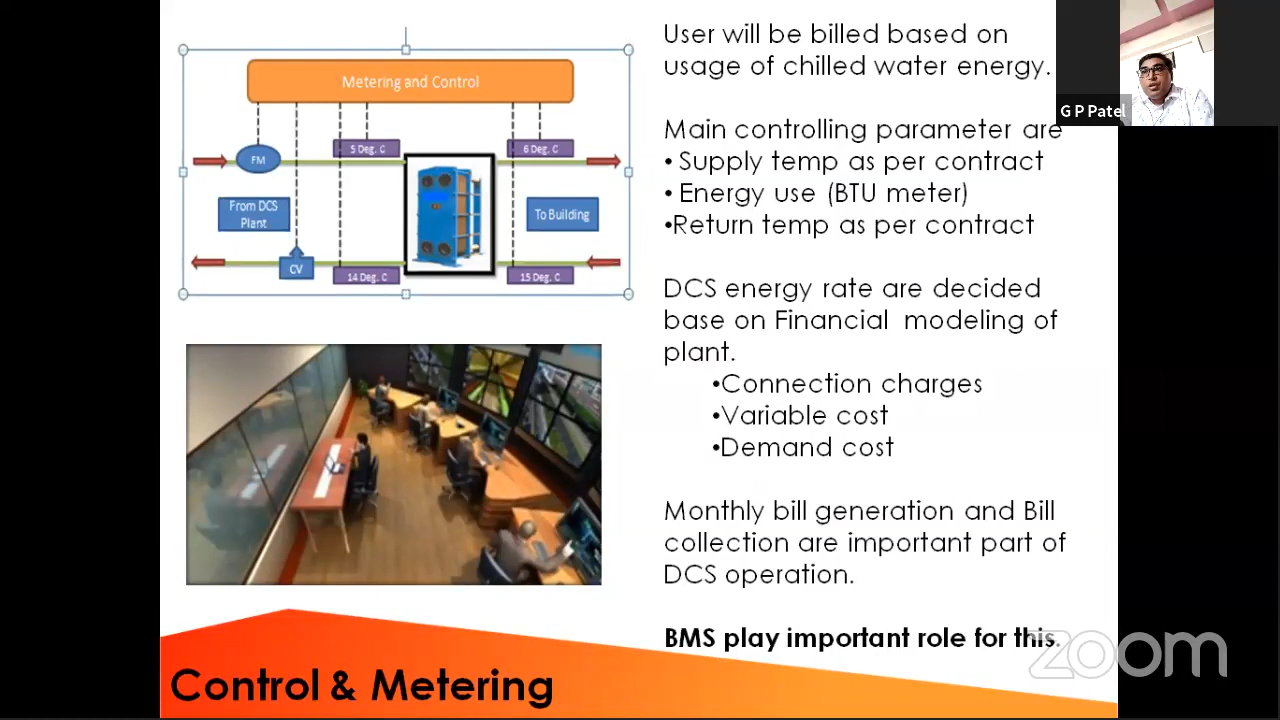 Metering and Control
FM
5 Deg. C
6 Deg. C
From DCS
Plant
To Building
CV
14 Deg. C
15 Deg. C
User will be billed based on
usage of chilled water energy.
Main controlling parameter are
• Supply temp as per contract
• Energy use (BTU meter)
•Return temp as per contract
DCS energy rate are decided
base on Financial modeling of
plant.
•Connection charges
•Variable cost
•Demand cost
Monthly bill generation and Bill
collection are important part of
DCS operation.
BMS play important role for this.
Control & Metering
G P Patel
zoom